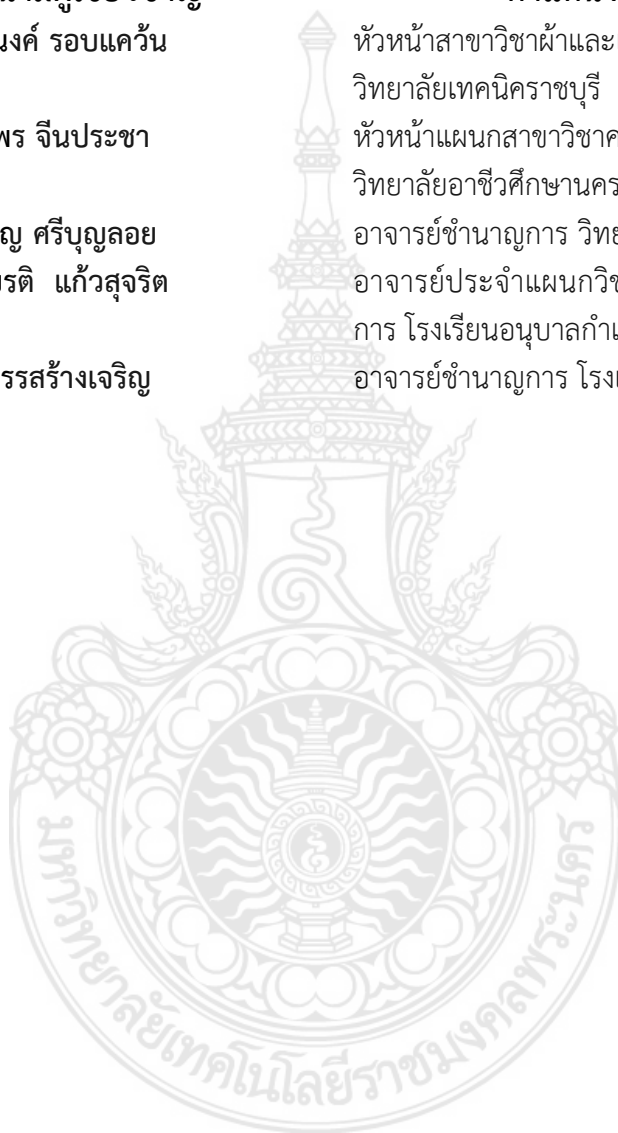 นงค์ รอบแคว้น หัวหน้าสาขาวิชาผ้าและ
วิทยาลัยเทคนิคราชบุรี
พร จีนประชา หัวหน้าแผนกสาขาวิชาค
วิทยาลัยอาชีวศึกษานคร
ญ ศรีบุญลอย อาจารย์ชำนาญการ วิทย
รติ แก้วสุจริต อาจารย์ประจำแผนกวิช
การ โรงเรียนอนุบาลกำแ
รรสร้างเจริญ อาจารย์ชำนาญการ โรงเ
มหาวิทยาลัยเทคโนโลยีราชมงคลพระนคร